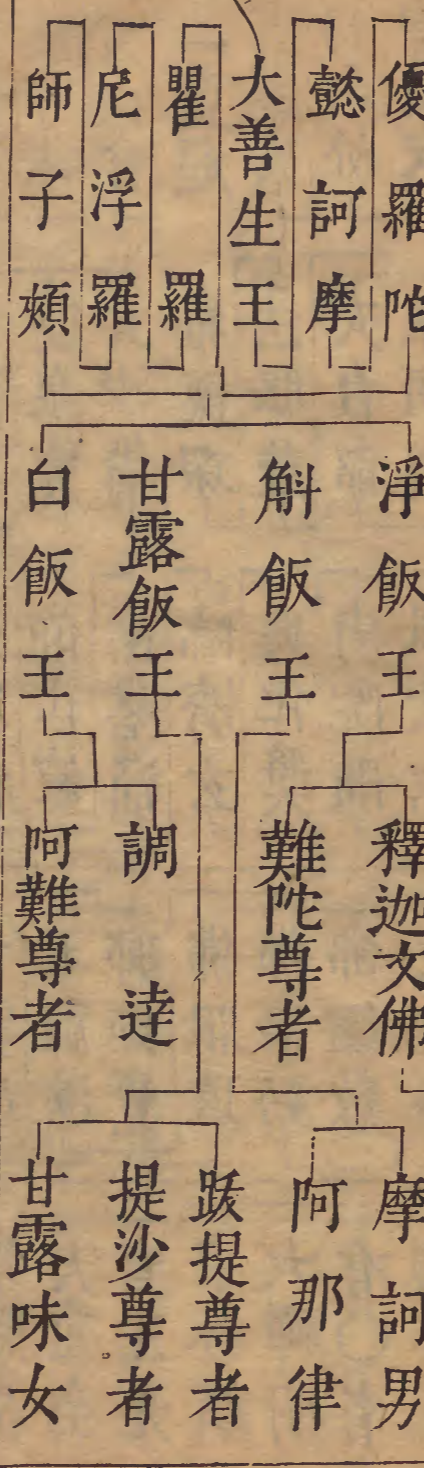 優羅陀
懿訶摩
大善生王
瞿羅
尼浮羅
師子頰
淨飯王
斛飯王
甘露飯王
白飯王
釋迦文佛
難陀尊者
調達
阿難尊者
摩訶男
阿那律
跋提尊者
提沙尊者
甘露味女